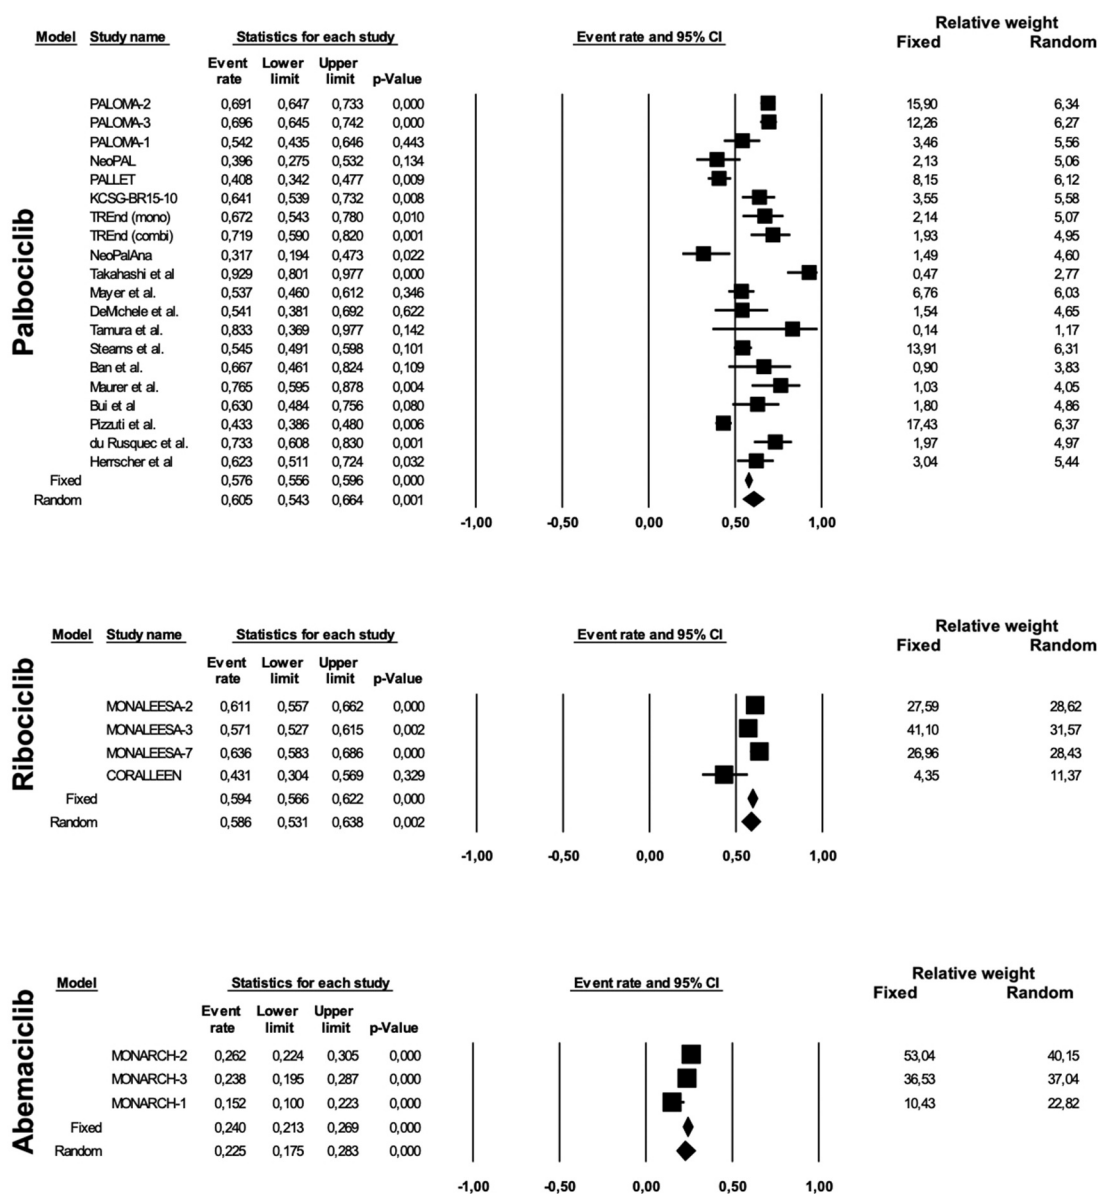 Palbociclib
Relative weight
Model Study name Statistics for each study Event rate and 95% CI Fixed Random
Event Lower Upper
rate limit limit p-Value
PALOMA-2 0,691 0,647 0,733 0,000 15,90 6,34
PALOMA-3 0,696 0,645 0,742 0,000 12,26 6,27
PALOMA-1 0,542 0,435 0,646 0,443 3,46 5,56
NeoPAL 0,396 0,275 0,532 0,134 2,13 5,06
PALLET 0,408 0,342 0,477 0,009 8,15 6,12
KCSG-BR15-10 0,641 0,539 0,732 0,008 3,55 5,58
TREnd (mono) 0,672 0,543 0,780 0,010 2,14 5,07
TREnd (combi) 0,719 0,590 0,820 0,001 1,93 4,95
NeoPalAna 0,317 0,194 0,473 0,022 1,49 4,60
Takahashi et al 0,929 0,801 0,977 0,000 0,47 2,77
Mayer et al. 0,537 0,460 0,612 0,346 6,76 6,03
DeMichele et al. 0,541 0,381 0,692 0,622 1,54 4,65
Tamura et al. 0,833 0,369 0,977 0,142 0,14 1,17
Stearns et al. 0,545 0,491 0,598 0,101 13,91 6,31
Ban et al. 0,667 0,461 0,824 0,109 0,90 3,83
Maurer et al. 0,765 0,595 0,878 0,004 1,03 4,05
Bui et al 0,630 0,484 0,756 0,080 1,80 4,86
Pizzuti et al. 0,433 0,386 0,480 0,006 17,43 6,37
du Rusquec et al. 0,733 0,608 0,830 0,001 1,97 4,97
Herrscher et al 0,623 0,511 0,724 0,032 3,04 5,44
Fixed 0,576 0,556 0,596 0,000
Random 0,605 0,543 0,664 0,001
-1,00 -0,50 0,00 0,50 1,00
Ribociclib
Relative weight
Model Study name Statistics for each study Event rate and 95% CI Fixed Random
Event Lower Upper
rate limit limit p-Value
MONALEESA-2 0,611 0,557 0,662 0,000 27,59 28,62
MONALEESA-3 0,571 0,527 0,615 0,002 41,10 31,57
MONALEESA-7 0,636 0,583 0,686 0,000 26,96 28,43
CORALLEEN 0,431 0,304 0,569 0,329 4,35 11,37
Fixed 0,594 0,566 0,622 0,000
Random 0,586 0,531 0,638 0,002
-1,00 -0,50 0,00 0,50 1,00
Abemaciclib
Relative weight
Model Statistics for each study Event rate and 95% CI Fixed Random
Event Lower Upper
rate limit limit p-Value
MONARCH-2 0,262 0,224 0,305 0,000 53,04 40,15
MONARCH-3 0,238 0,195 0,287 0,000 36,53 37,04
MONARCH-1 0,152 0,100 0,223 0,000 10,43 22,82
Fixed 0,240 0,213 0,269 0,000
Random 0,225 0,175 0,283 0,000
-1,00 -0,50 0,00 0,50 1,00